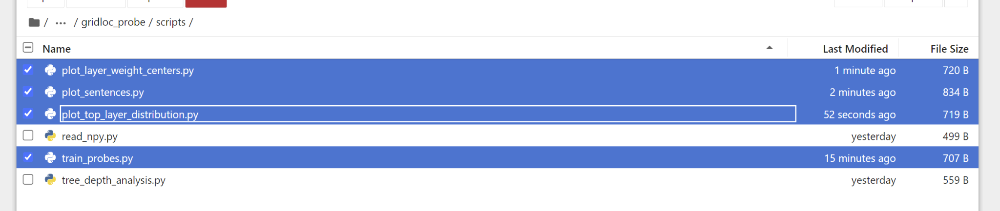 / ... / gridloc_probe / scripts /
Name Last Modified File Size
plot_layer_weight_centers.py 1 minute ago 720 B
plot_sentences.py 2 minutes ago 834 B
plot_top_layer_distribution.py 52 seconds ago 719 B
read_npy.py yesterday 499 B
train_probes.py 15 minutes ago 707 B
tree_depth_analysis.py yesterday 559 B